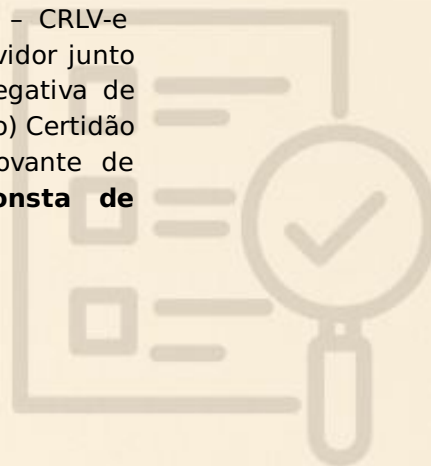 – CRLV-e
vidor junto
egativa de
o) Certidão
ovante de
onsta de